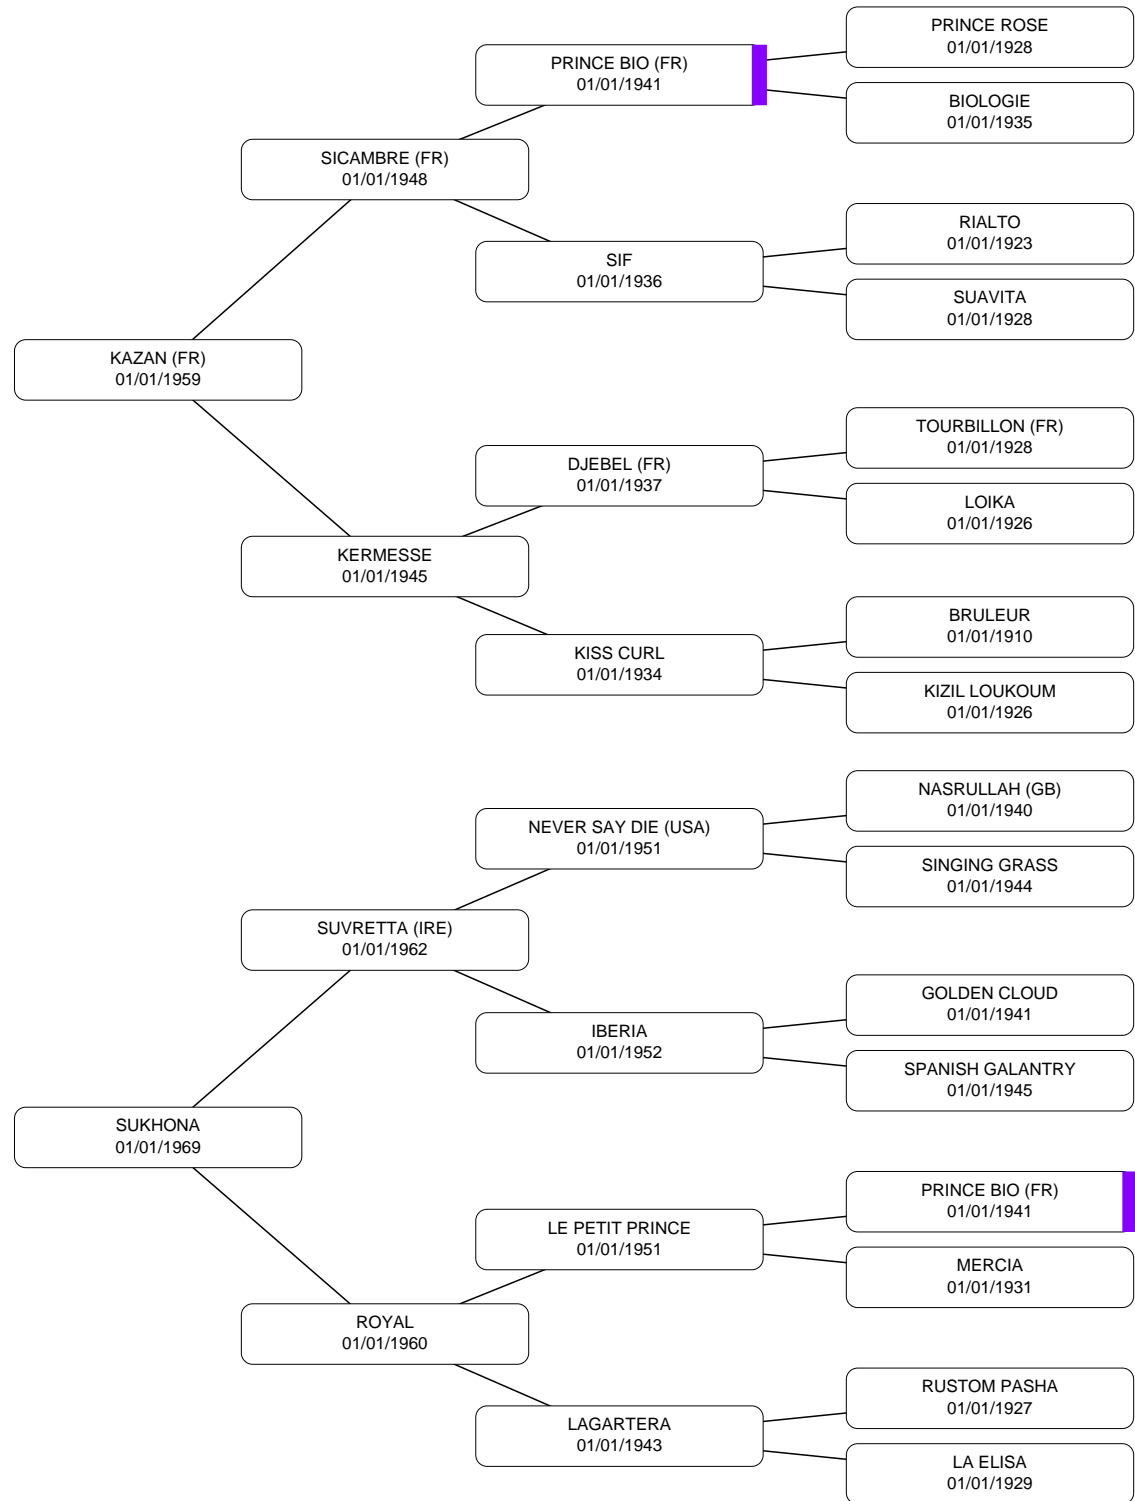 PRINCE ROSE
01/01/1928
PRINCE BIO (FR)
01/01/1941
BIOLOGIE
01/01/1935
SICAMBRE (FR)
01/01/1948
RIALTO
01/01/1923
SIF
01/01/1936
SUAVITA
01/01/1928
KAZAN (FR)
01/01/1959
TOURBILLON (FR)
01/01/1928
DJEBEL (FR)
01/01/1937
LOIKA
01/01/1926
KERMESSE
01/01/1945
BRULEUR
01/01/1910
KISS CURL
01/01/1934
KIZIL LOUKOUM
01/01/1926
NASRULLAH (GB)
01/01/1940
NEVER SAY DIE (USA)
01/01/1951
SINGING GRASS
01/01/1944
SUVRETTA (IRE)
01/01/1962
GOLDEN CLOUD
01/01/1941
IBERIA
01/01/1952
SPANISH GALANTRY
01/01/1945
SUKHONA
01/01/1969
PRINCE BIO (FR)
01/01/1941
LE PETIT PRINCE
01/01/1951
MERCIA
01/01/1931
ROYAL
01/01/1960
RUSTOM PASHA
01/01/1927
LAGARTERA
01/01/1943
LA ELISA
01/01/1929